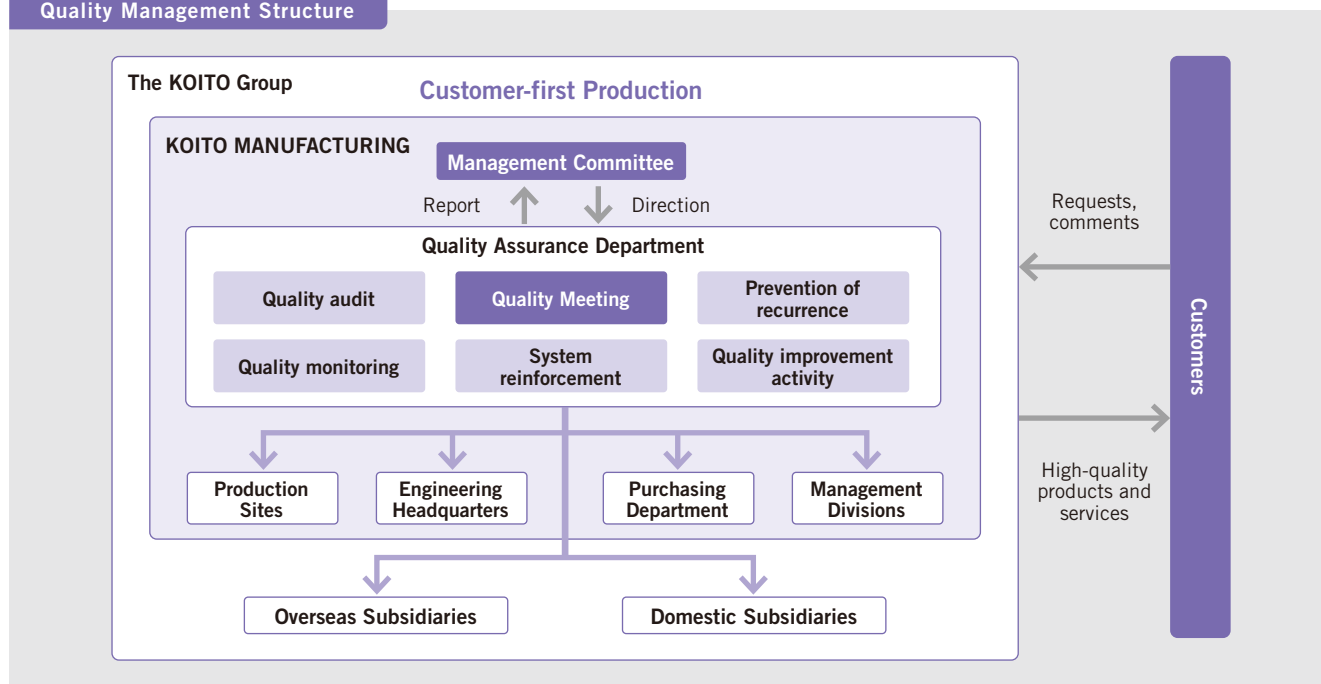 Quality Management Structure
The KOITO Group
Customer-first Production
KOITO MANUFACTURING
Management Committee
Report
Direction
Quality Assurance Department
Quality audit
Quality Meeting
Prevention of
recurrence
Quality monitoring
System
reinforcement
Quality improvement
activity
Production
Sites
Engineering
Headquarters
Purchasing
Department
Management
Divisions
Overseas Subsidiaries
Domestic Subsidiaries
Requests,
comments
High-quality
products and
services
Customers